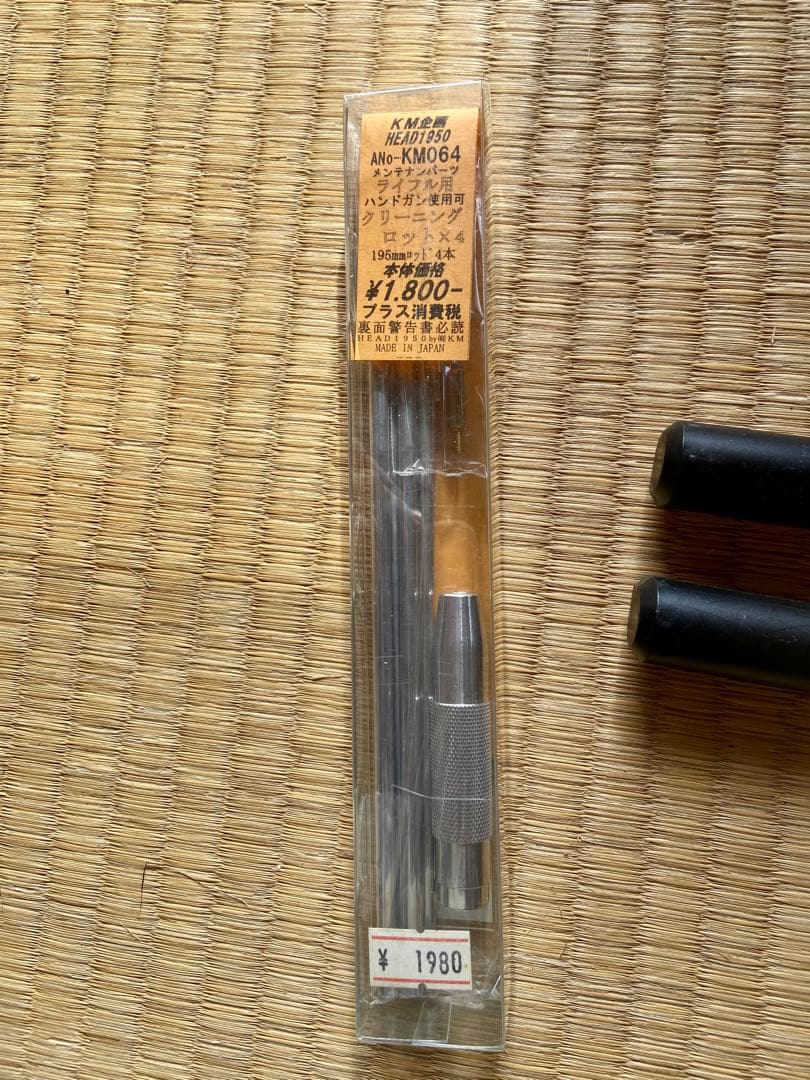 KM企画
HEAD1950
ANo-KM064
メンテナンパーツ
ライフル用
ハンドガン使用可
クリーニング
ロット×4
195mmロッド 4本
本体価格
¥1.800-
プラス消費税
裏面警告書必読
HEAD1950by㈲KM
MADE IN JAPAN
¥ 1980